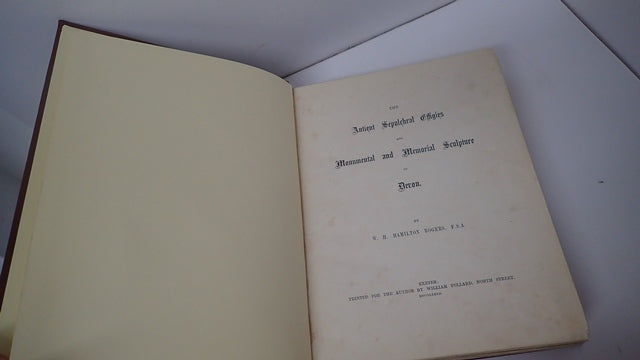 THE
Antient Sepulchral Effigies
AND
Monumental and Memorial Sculpture
OF
Devon.
BY
W. H. HAMILTON ROGERS, F.S.A
EXETER:
PRINTED FOR THE AUTHOR BY WILLIAM POLLARD, NORTH STREET.